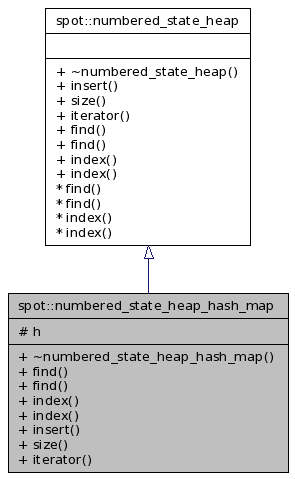 spot::numbered_state_heap
+ ~numbered_state_heap()
+ insert()
+ size()
+ iterator()
+ find()
+ find()
+ index()
+ index()
* find()
* find()
* index()
* index()
spot::numbered_state_heap_hash_map
# h
+ ~numbered_state_heap_hash_map()
+ find()
+ find()
+ index()
+ index()
+ insert()
+ size()
+ iterator()